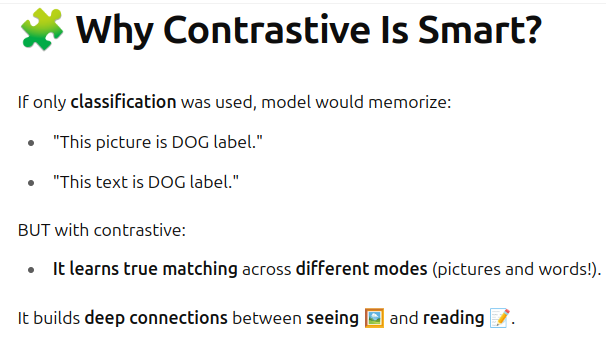 🧩 Why Contrastive Is Smart?
If only classification was used, model would memorize:
• "This picture is DOG label."
• "This text is DOG label."
BUT with contrastive:
• It learns true matching across different modes (pictures and words!).
It builds deep connections between seeing 🖼️ and reading 📝.